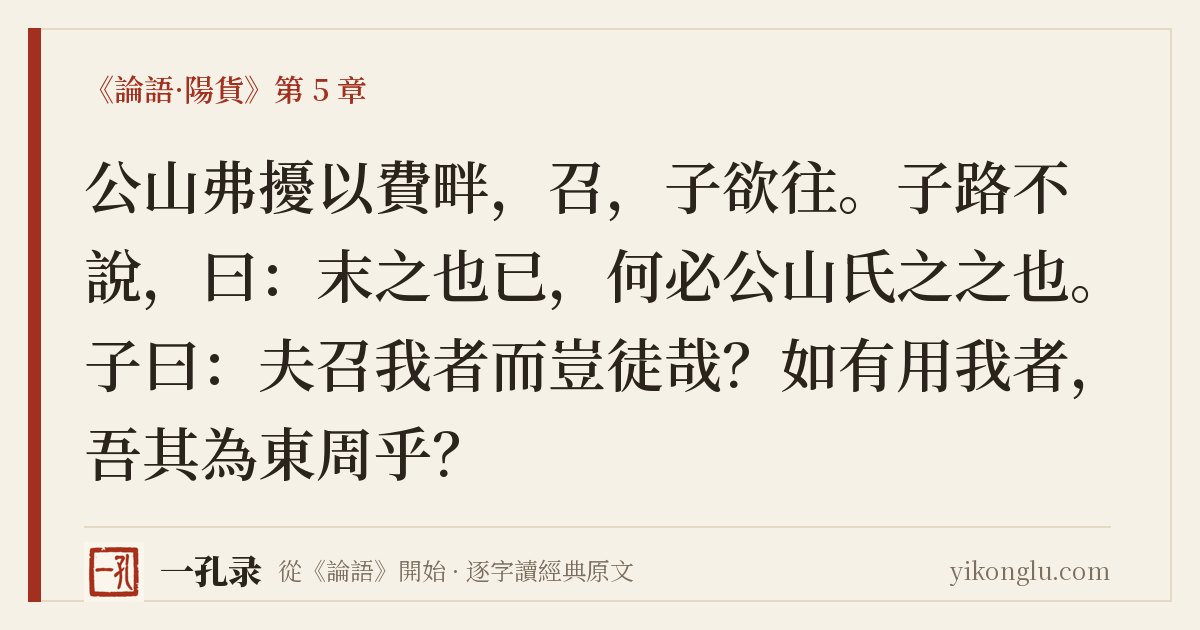 《論語·陽貨》第 5 章
公山弗擾以費畔，召，子欲往。子路不
說，曰：末之也已，何必公山氏之之也。
子曰：夫召我者而豈徒哉？如有用我者，
吾其為東周乎？
一孔
一孔录 從《論語》開始 · 逐字讀經典原文 yikonglu.com